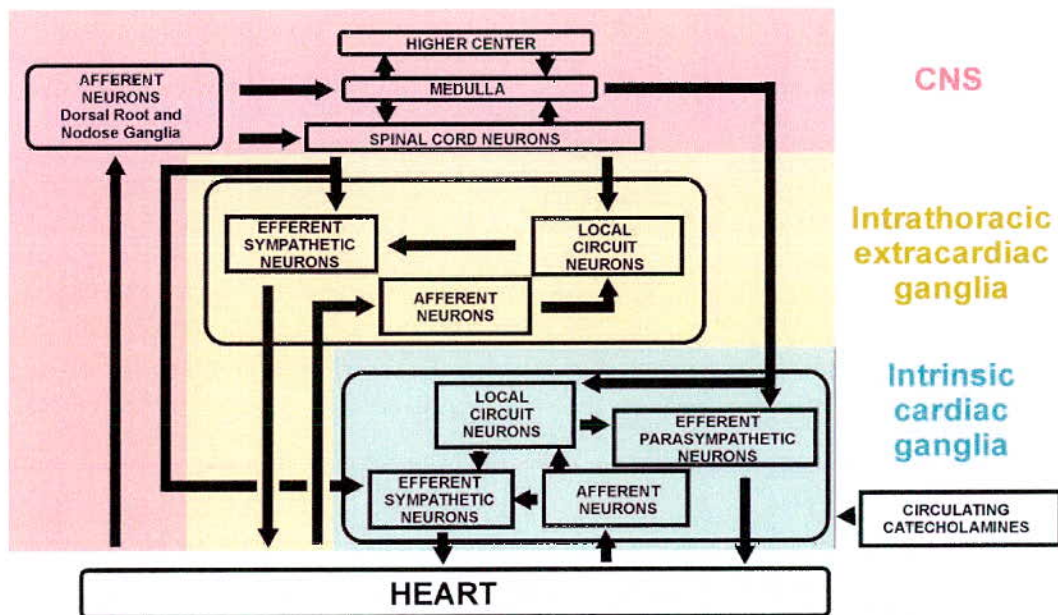 HIGHER CENTER
MEDULLA
SPINAL CORD NEURONS
AFFERENT
NEURONS
Dorsal Root and
Nodose Ganglia
CNS
EFFERENT
SYMPATHETIC
NEURONS
LOCAL
CIRCUIT
NEURONS
AFFERENT
NEURONS
Intrathoracic
extracardiac
ganglia
LOCAL
CIRCUIT
NEURONS
EFFERENT
PARASYMPATHETIC
NEURONS
EFFERENT
SYMPATHETIC
NEURONS
AFFERENT
NEURONS
Intrinsic
cardiac
ganglia
CIRCULATING
CATECHOLAMINES
HEART